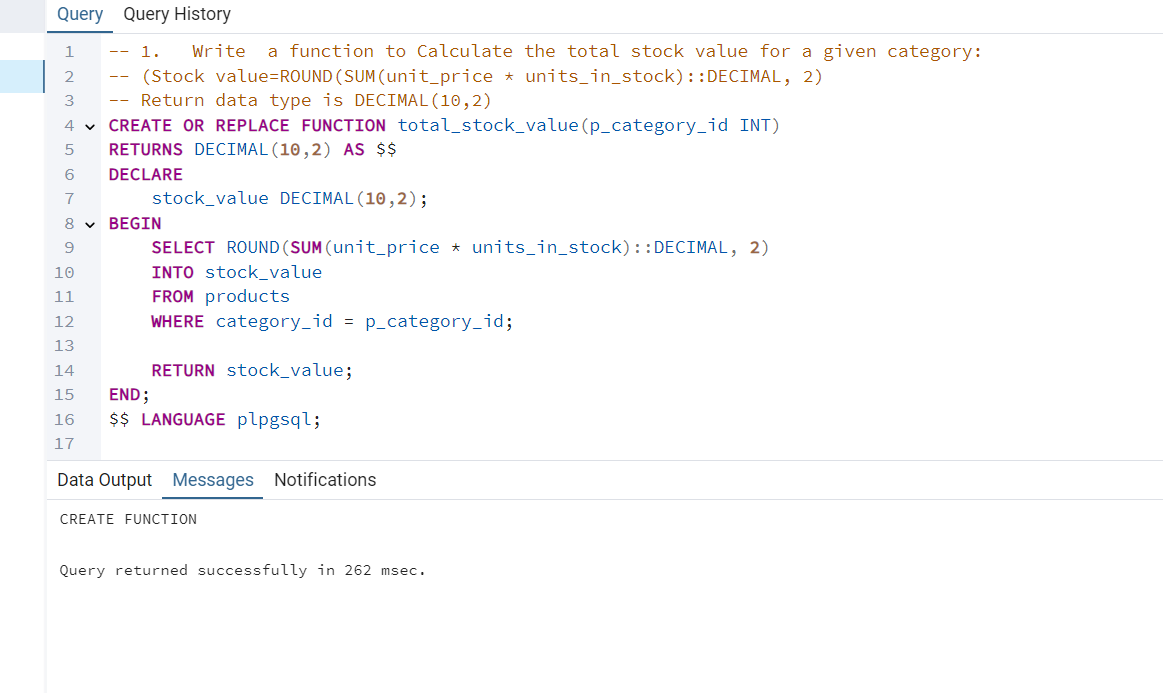 Query Query History
1 -- 1. Write a function to Calculate the total stock value for a given category:
2 -- (Stock value=ROUND(SUM(unit_price * units_in_stock)::DECIMAL, 2)
3 -- Return data type is DECIMAL(10,2)
4 CREATE OR REPLACE FUNCTION total_stock_value(p_category_id INT)
5 RETURNS DECIMAL(10,2) AS $$
6 DECLARE
7 stock_value DECIMAL(10,2);
8 BEGIN
9 SELECT ROUND(SUM(unit_price * units_in_stock)::DECIMAL, 2)
10 INTO stock_value
11 FROM products
12 WHERE category_id = p_category_id;
13
14 RETURN stock_value;
15 END;
16 $$ LANGUAGE plpgsql;
17
Data Output Messages Notifications
CREATE FUNCTION
Query returned successfully in 262 msec.